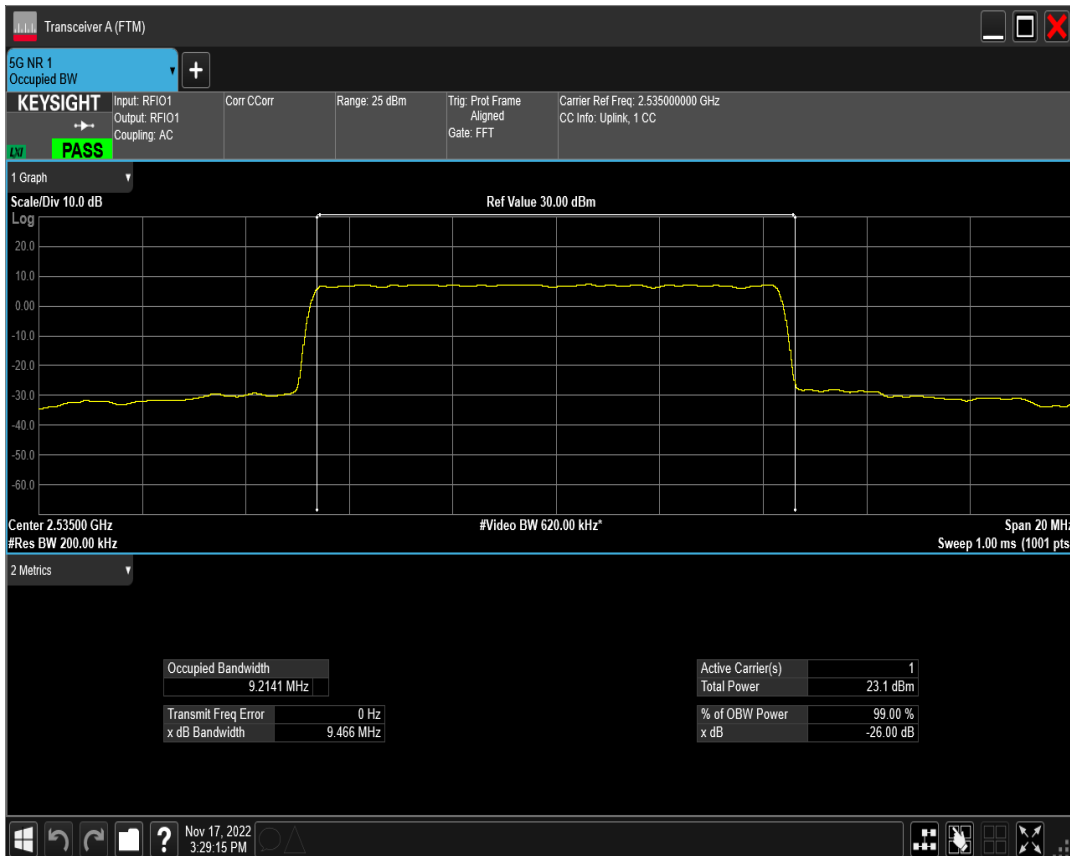 Transceiver A (FTM)
5G NR 1
Occupied BW
+
KEYSIGHT
LXI
PASS
Input: RFIO1
Output: RFIO1
Coupling: AC
Corr CCorr
Range: 25 dBm
Trig: Prot Frame
Aligned
Gate: FFT
Carrier Ref Freq: 2.535000000 GHz
CC Info: Uplink, 1 CC
1 Graph
Scale/Div 10.0 dB
Ref Value 30.00 dBm
Log
20.0
10.0
0.00
-10.0
-20.0
-30.0
-40.0
-50.0
-60.0
Center 2.53500 GHz
#Video BW 620.00 kHz*
Span 20 MHz
#Res BW 200.00 kHz
Sweep 1.00 ms (1001 pts
2 Metrics
Occupied Bandwidth
9.2141 MHz
Transmit Freq Error 0 Hz
x dB Bandwidth 9.466 MHz
Active Carrier(s) 1
Total Power 23.1 dBm
% of OBW Power 99.00 %
x dB -26.00 dB
?
Nov 17, 2022
3:29:15 PM